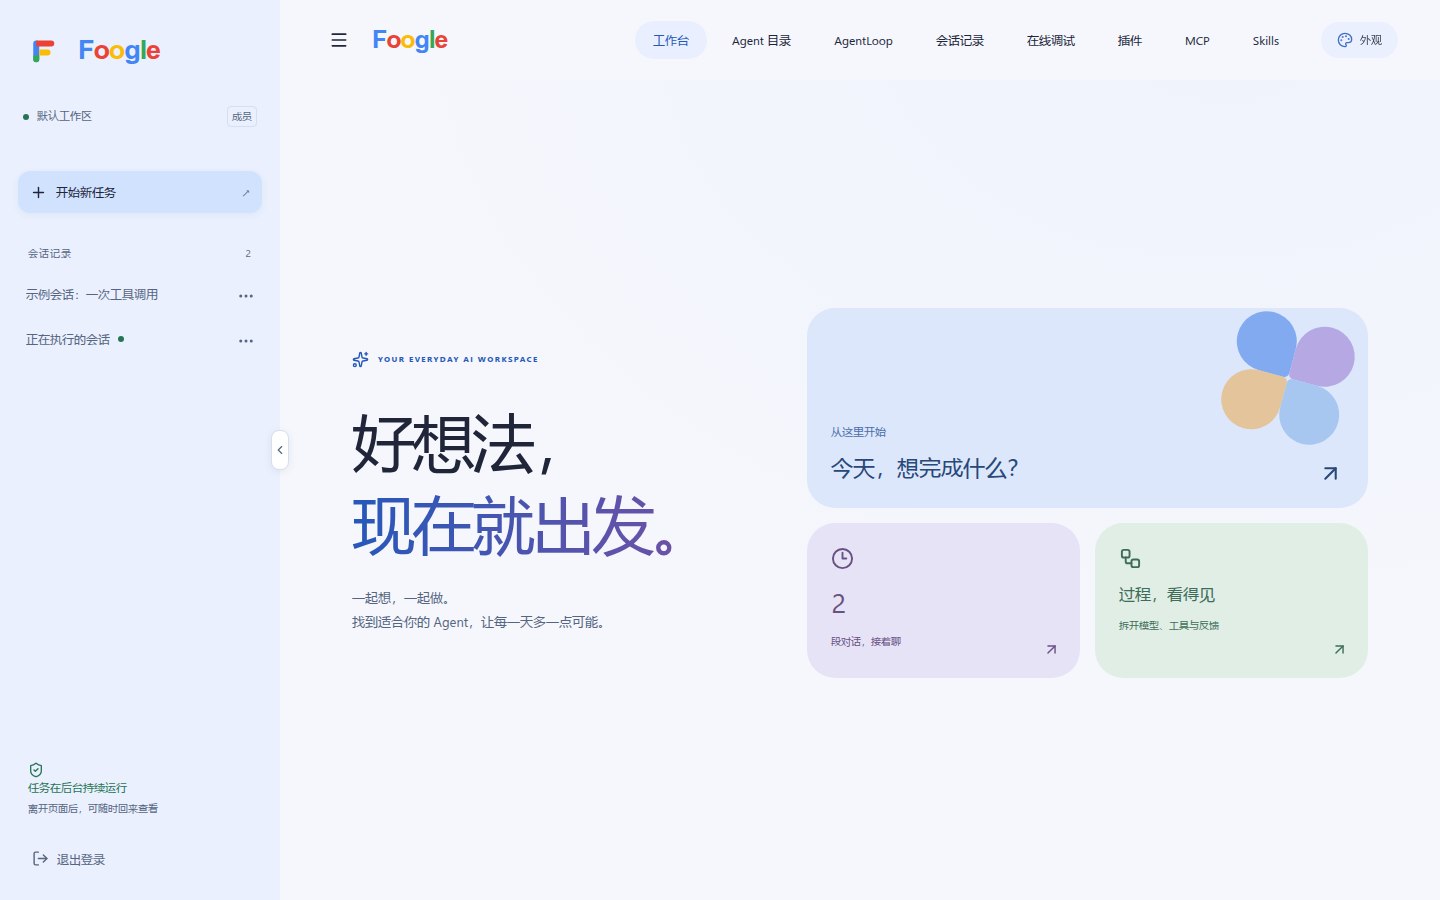 Foogle
默认工作区
成员
开始新任务
会话记录
2
示例会话：一次工具调用
正在执行的会话
任务在后台持续运行
离开页面后，可随时回来查看
退出登录
Foogle
工作台
Agent 目录
AgentLoop
会话记录
在线调试
插件
MCP
Skills
外观
YOUR EVERYDAY AI WORKSPACE
好想法，
现在就出发。
一起想，一起做。
找到适合你的 Agent，让每一天多一点可能。
从这里开始
今天，想完成什么？
2
段对话，接着聊
过程，看得见
拆开模型、工具与反馈